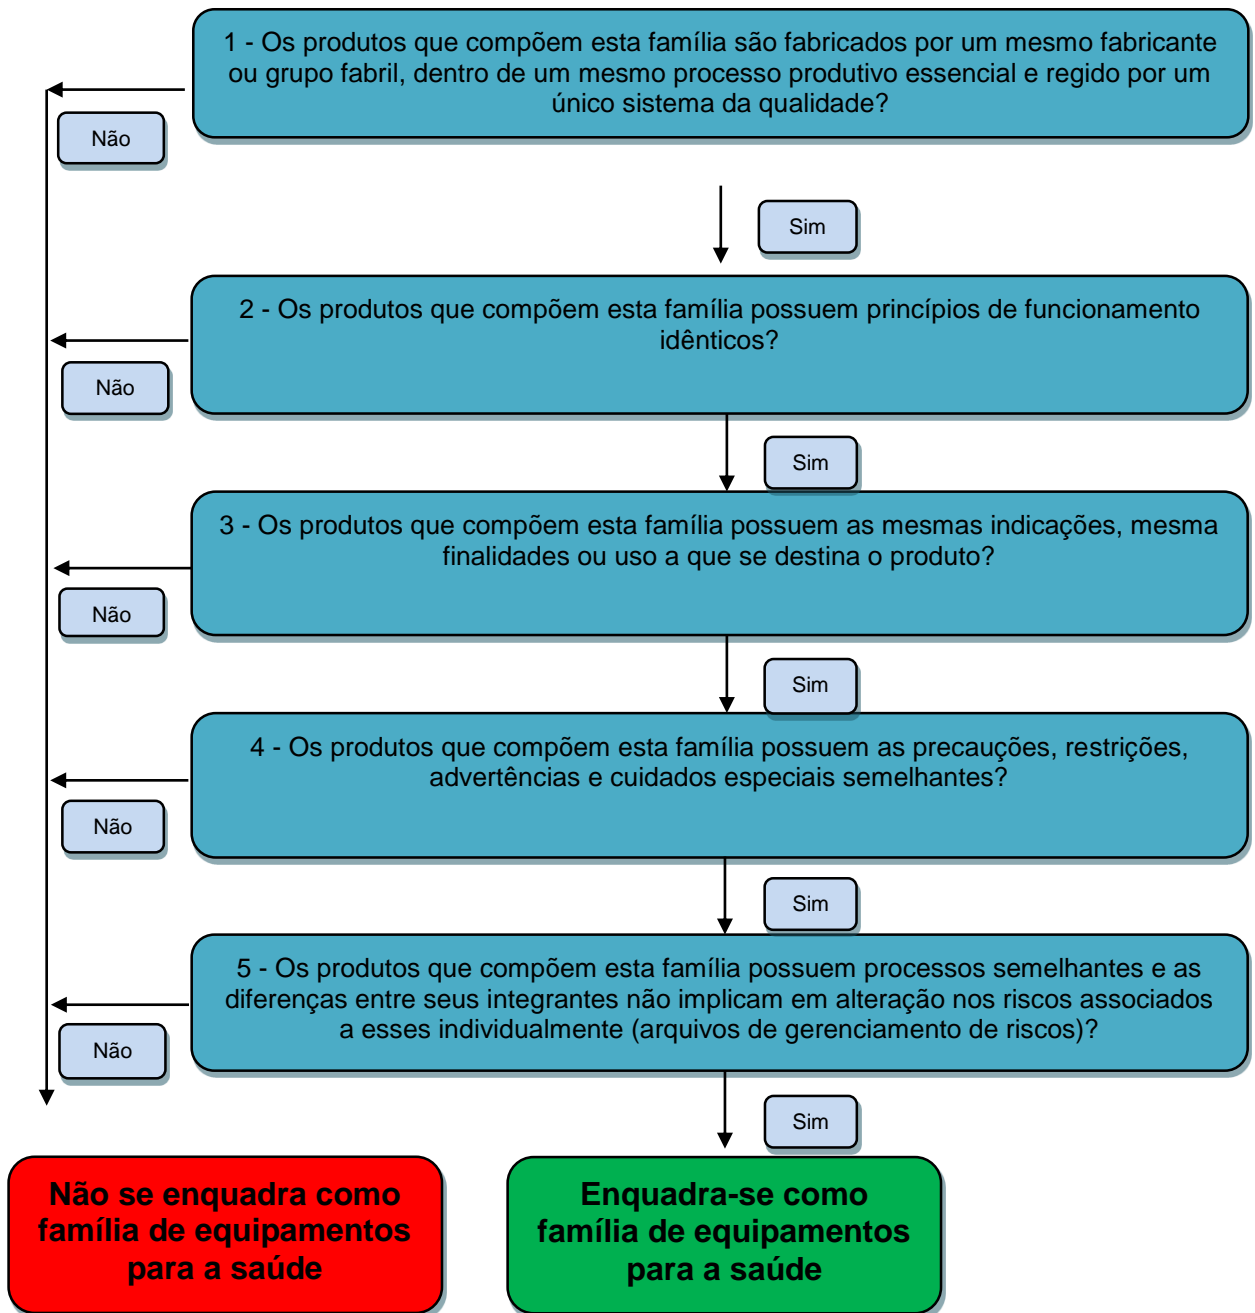 1 - Os produtos que compõem esta família são fabricados por um mesmo fabricante
ou grupo fabril, dentro de um mesmo processo produtivo essencial e regido por um
único sistema da qualidade?
Não
Sim
2 - Os produtos que compõem esta família possuem princípios de funcionamento
idênticos?
Não
Sim
3 - Os produtos que compõem esta família possuem as mesmas indicações, mesma
finalidades ou uso a que se destina o produto?
Não
Sim
4 - Os produtos que compõem esta família possuem as precauções, restrições,
advertências e cuidados especiais semelhantes?
Não
Sim
5 - Os produtos que compõem esta família possuem processos semelhantes e as
diferenças entre seus integrantes não implicam em alteração nos riscos associados
a esses individualmente (arquivos de gerenciamento de riscos)?
Não
Sim
Não se enquadra como
família de equipamentos
para a saúde
Enquadra-se como
família de equipamentos
para a saúde